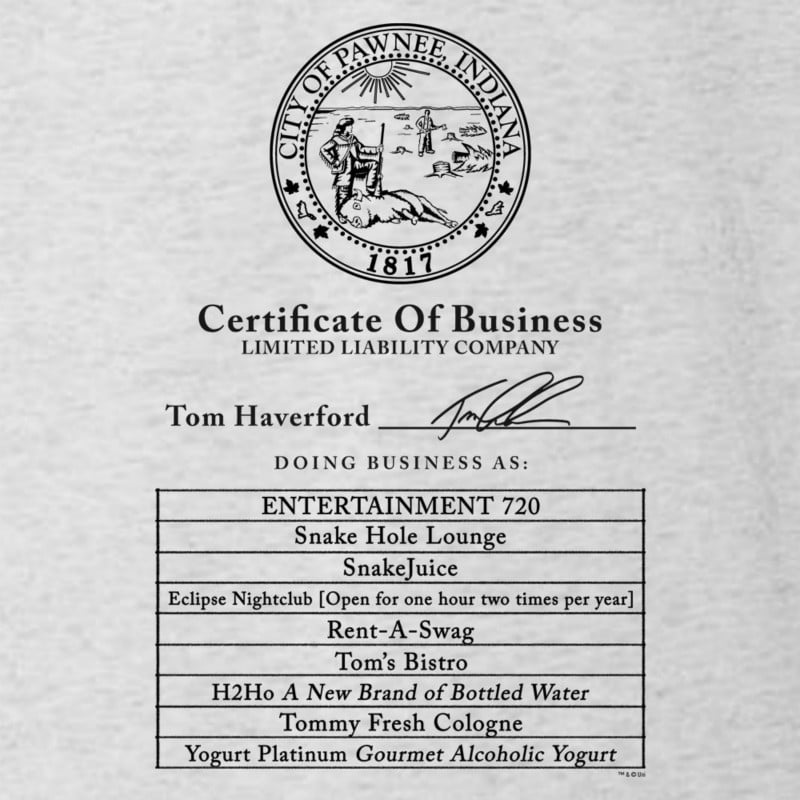 CITY OF PAWNEE, INDIANA
1817
Certificate Of Business
LIMITED LIABILITY COMPANY
Tom Haverford
DOING BUSINESS AS:
ENTERTAINMENT 720
Snake Hole Lounge
SnakeJuice
Eclipse Nightclub [Open for one hour two times per year]
Rent-A-Swag
Tom's Bistro
H2Ho A New Brand of Bottled Water
Tommy Fresh Cologne
Yogurt Platinum Gourmet Alcoholic Yogurt
™ & © Uni